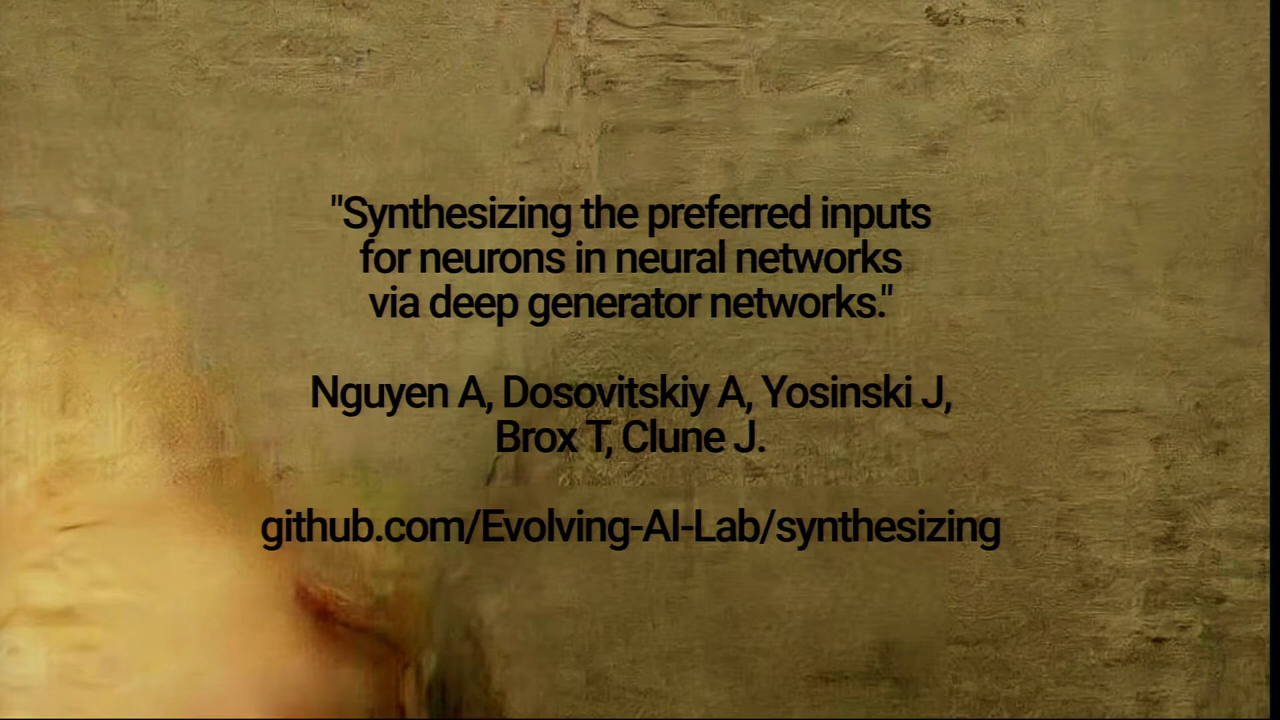 "Synthesizing the preferred inputs
for neurons in neural networks
via deep generator networks."
Nguyen A, Dosovitskiy A, Yosinski J,
Brox T, Clune J.
github.com/Evolving-AI-Lab/synthesizing